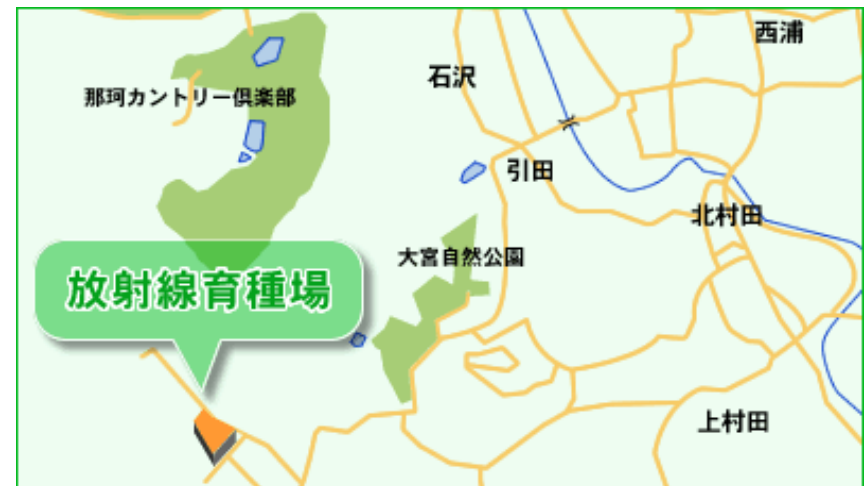 西浦
石沢
那珂カントリー倶楽部
引田
北村田
大宮自然公園
放射線育種場
上村田